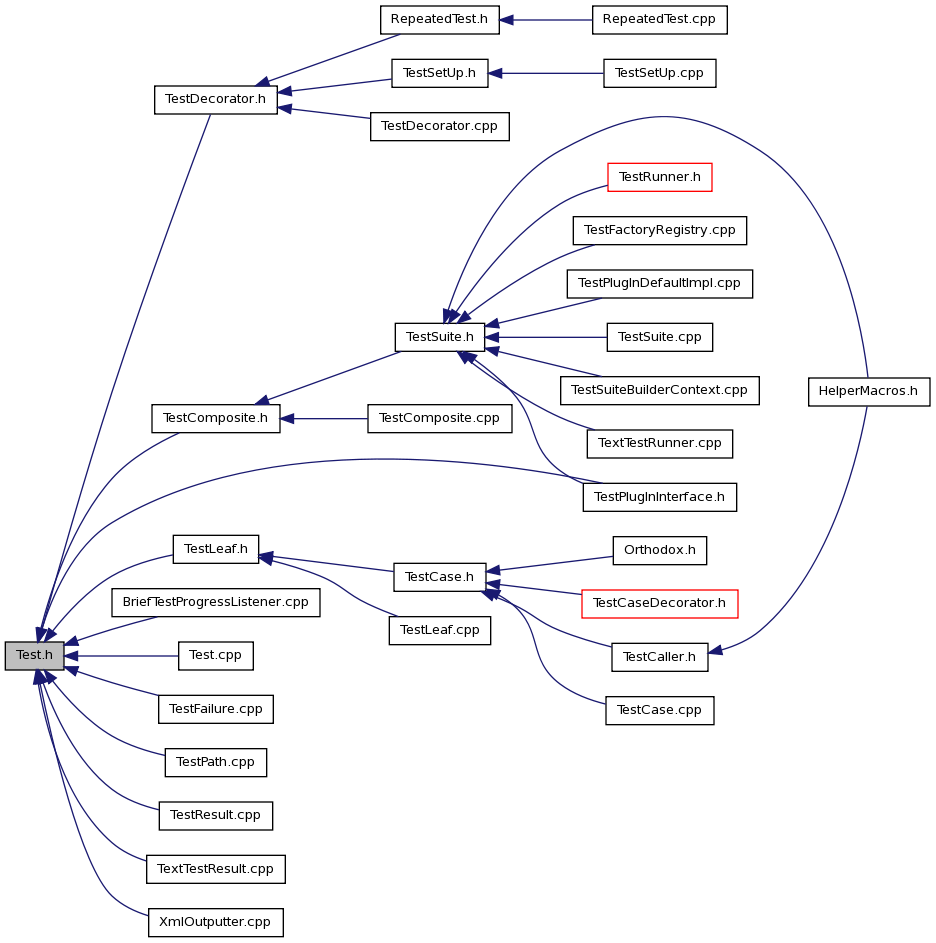 RepeatedTest.h
RepeatedTest.cpp
TestSetUp.h
TestSetUp.cpp
TestDecorator.h
TestDecorator.cpp
TestRunner.h
TestFactoryRegistry.cpp
TestPlugInDefaultImpl.cpp
TestSuite.h
TestSuite.cpp
TestSuiteBuilderContext.cpp
HelperMacros.h
TestComposite.h
TestComposite.cpp
TextTestRunner.cpp
TestPlugInInterface.h
TestLeaf.h
Orthodox.h
TestCase.h
BriefTestProgressListener.cpp
TestCaseDecorator.h
TestLeaf.cpp
Test.h
Test.cpp
TestCaller.h
TestFailure.cpp
TestCase.cpp
TestPath.cpp
TestResult.cpp
TextTestResult.cpp
XmlOutputter.cpp